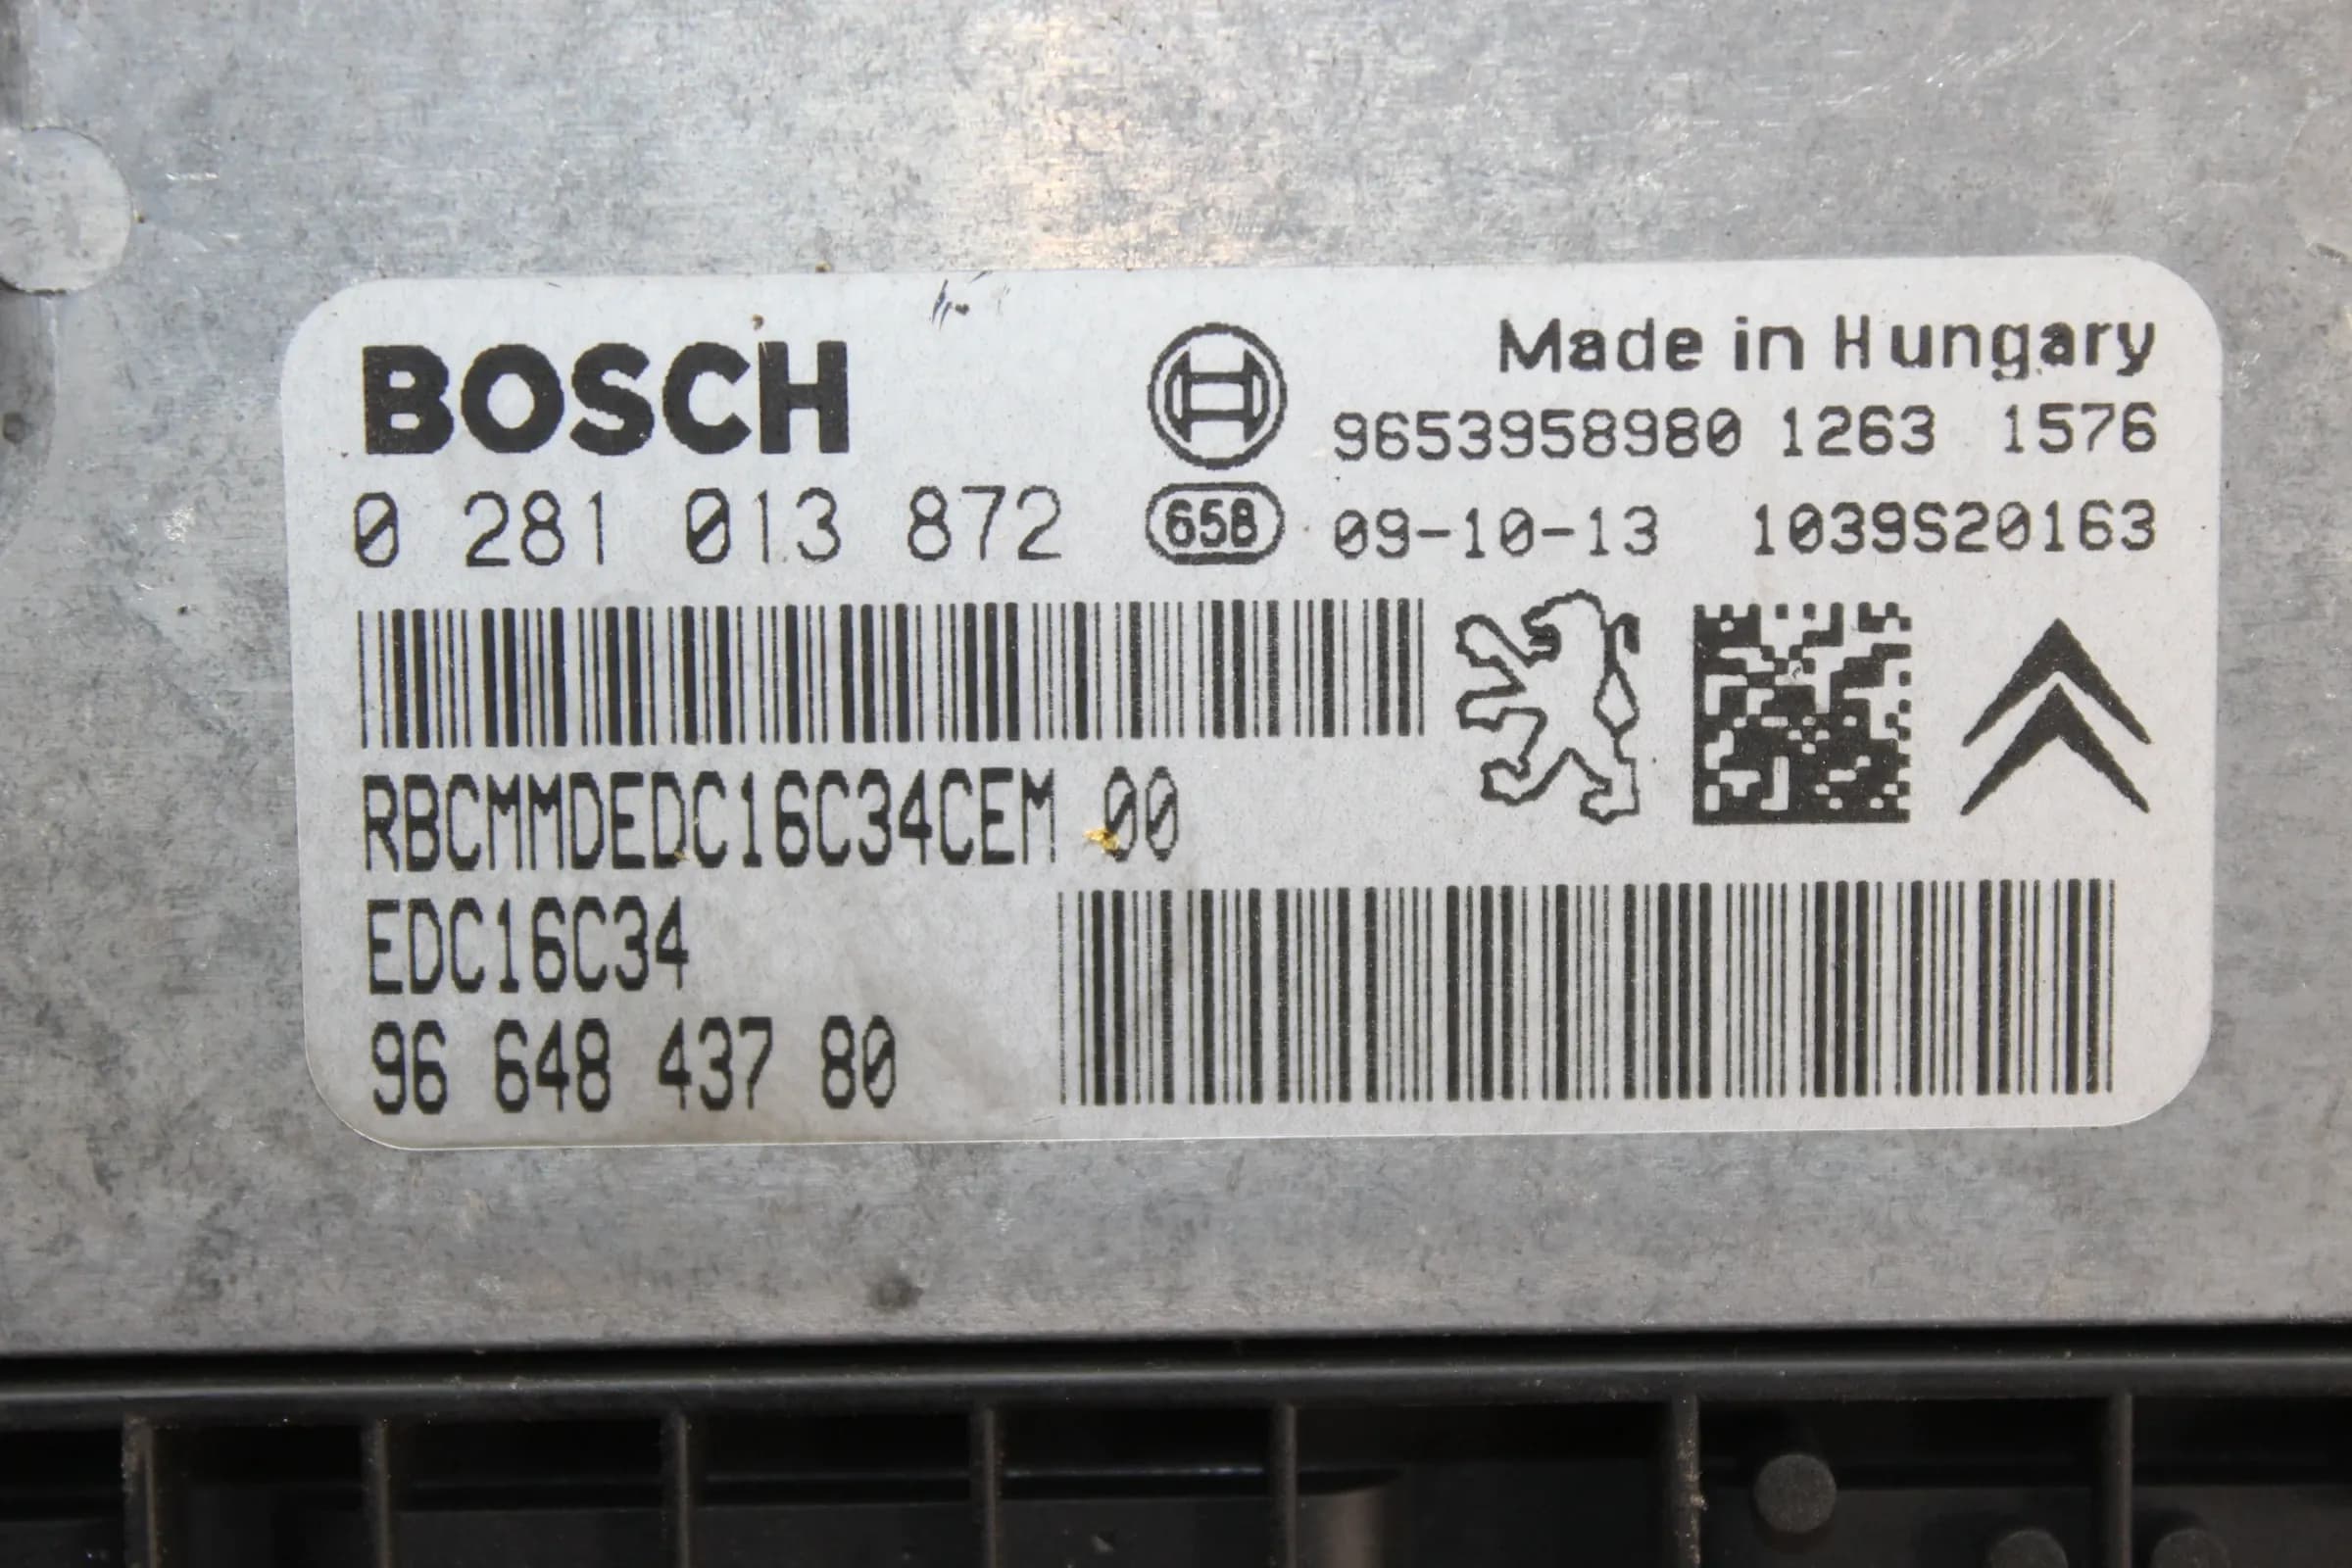 BOSCH
Made in Hungary
9653958980 1263 1576
0 281 013 872
658
09-10-13 1039S20163
RBCMMDEDC16C34CEM 00
EDC16C34
96 648 437 80